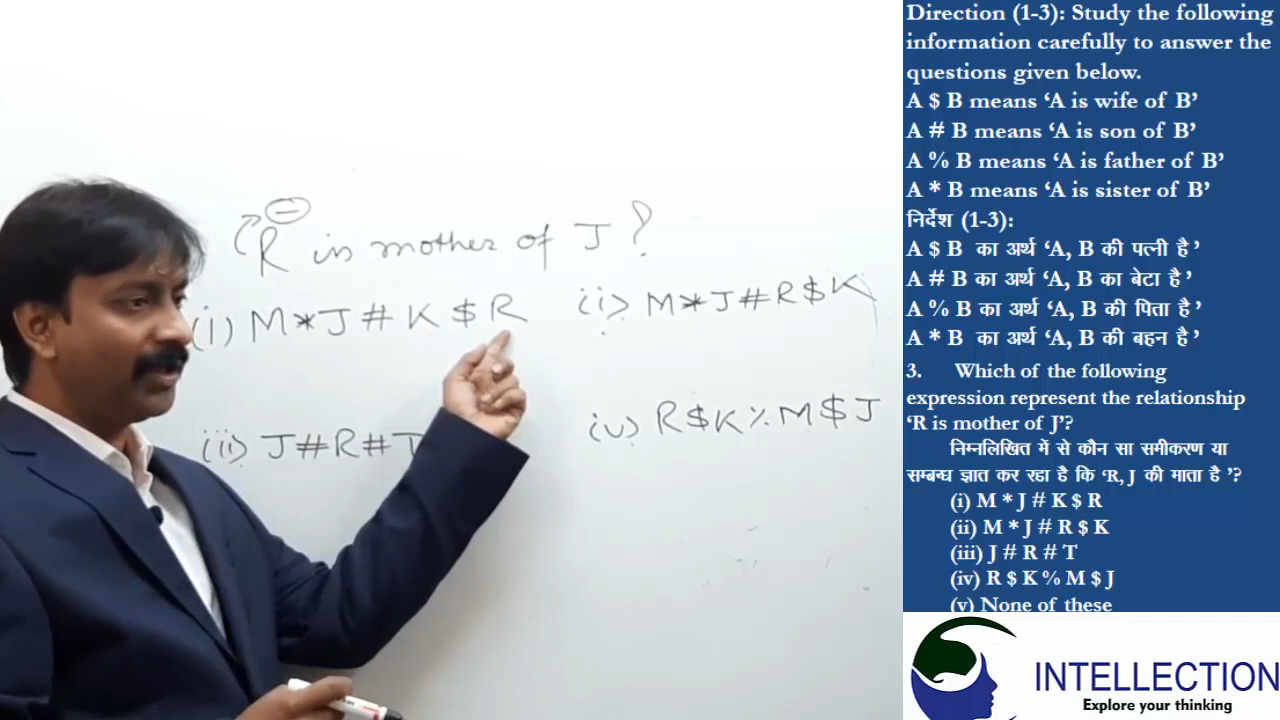 R is mother of J?
(i) M * J # K $ R
(ii) M * J # R $ K
(iii) J # R # T
iv) R $ K % M $ J
Direction (1-3): Study the following
information carefully to answer the
questions given below.
A $ B means ‘A is wife of B’
A # B means ‘A is son of B’
A % B means ‘A is father of B’
A * B means ‘A is sister of B’
निर्देश (1-3):
A $ B का अर्थ ‘A, B की पत्नी है’
A # B का अर्थ ‘A, B का बेटा है’
A % B का अर्थ ‘A, B की पिता है’
A * B का अर्थ ‘A, B की बहन है’
3. Which of the following
expression represent the relationship
‘R is mother of J’?
निम्नलिखित में से कौन सा समीकरण या
सम्बन्ध ज्ञात कर रहा है कि ‘R, J की माता है’?
(i) M * J # K $ R
(ii) M * J # R $ K
(iii) J # R # T
(iv) R $ K % M $ J
(v) None of these
INTELLECTION
Explore your thinking